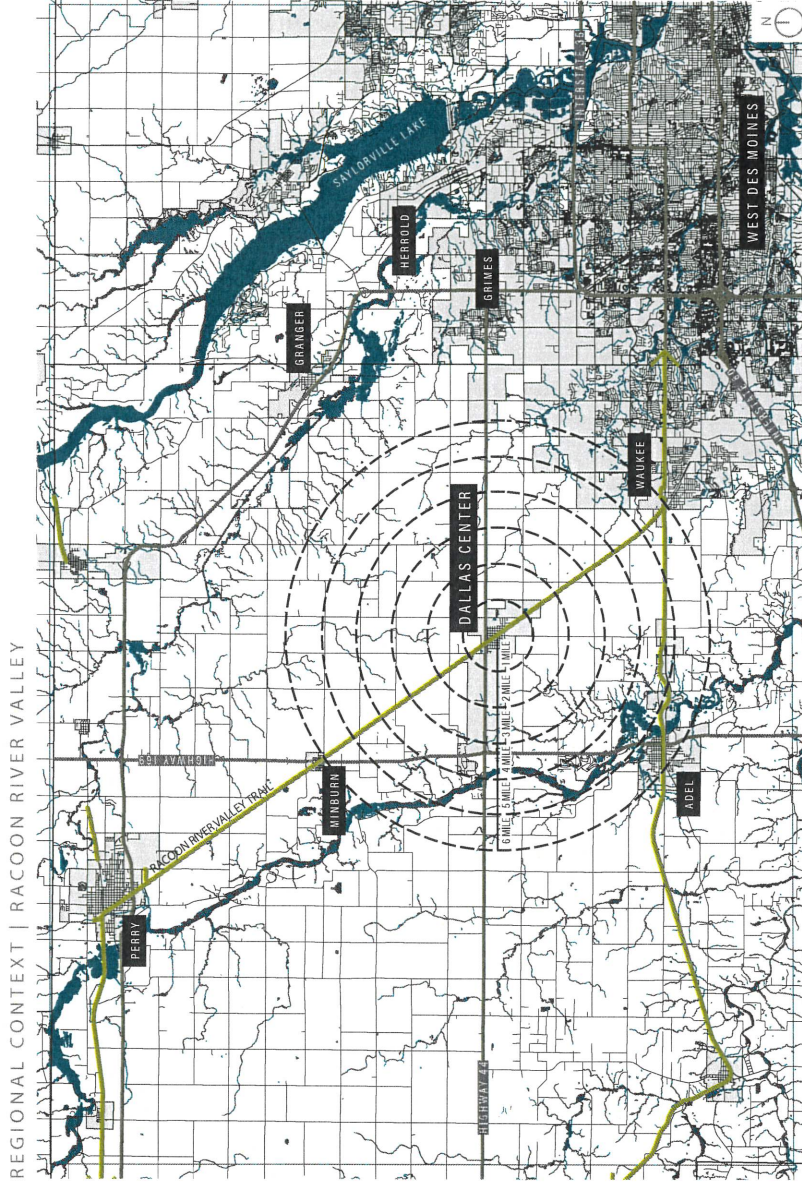 REGIONAL CONTEXT | RACOON RIVER VALLEY
N
SAYLORVILLE LAKE
INTERSTATE
HERROLD
GRANGER
GRIMES
WEST DES MOINES
WAUKEE
DALLAS CENTER
HIGHWAY 169
RACOON RIVER VALLEY TRAIL
MINBURN
6 MILE 5 MILE 4 MILE 3 MILE 2 MILE 1 MILE
PERRY
ADEL
HIGHWAY 44